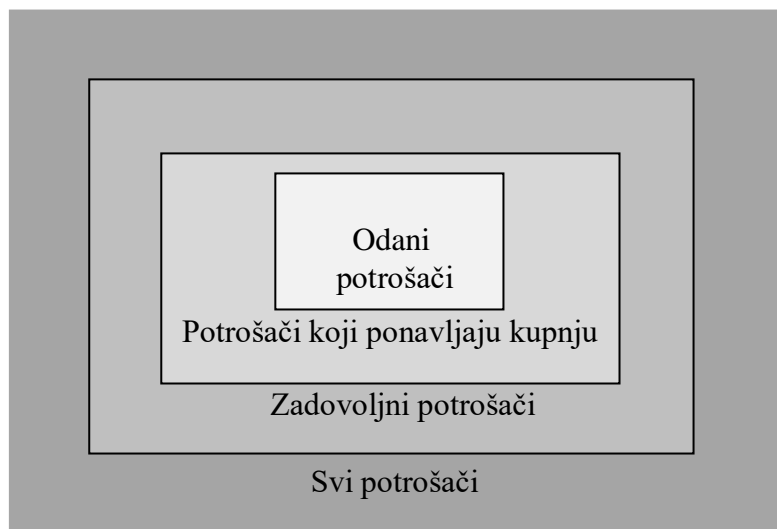 Odani
potrošači
Potrošači koji ponavljaju kupnju
Zadovoljni potrošači
Svi potrošači